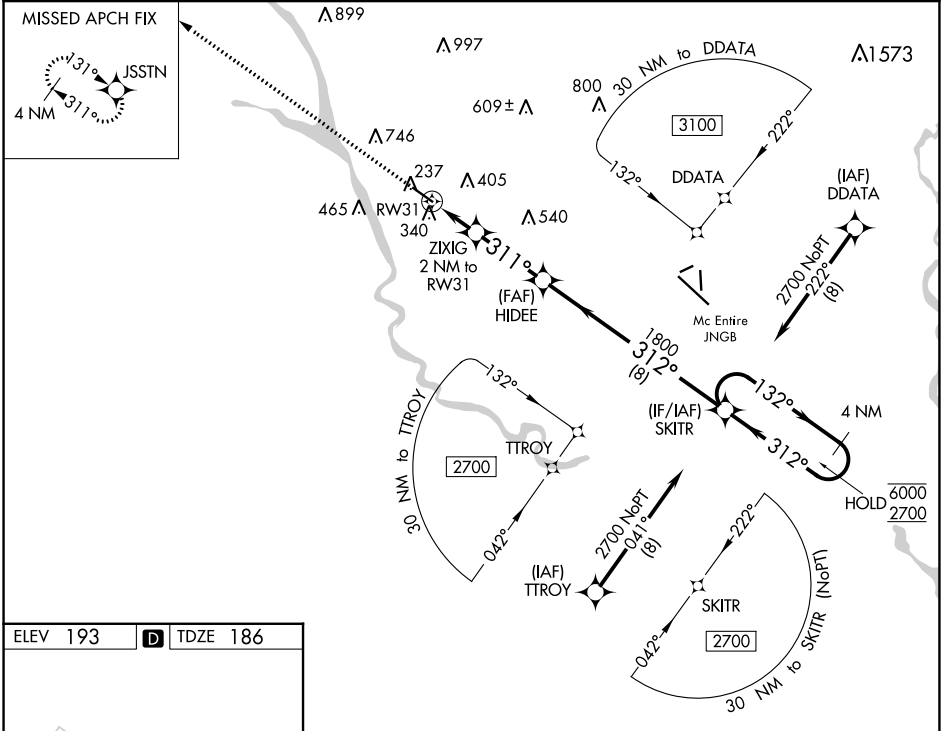 MISSED APCH FIX
131°
JSSTN
4 NM
311°
899
997
1573
30 NM to DDATA
800
609±
3100
222°
746
132°
DDATA
237
405
(IAF)
DDATA
465
RW31
340
540
ZIXIG
2 NM to
RW31
311°
(FAF)
HIDEE
2700 NoPT
222°
(8)
Mc Entire
JNGB
1800
312°
(8)
132°
132°
4 NM
(IF/IAF)
SKITR
312°
30 NM to TTROY
TTROY
2700
HOLD
6000
2700
042°
2700 NoPT
041°
(8)
222°
(IAF)
TTROY
SKITR
2700
042°
30 NM to SKITR (NoPT)
ELEV 193 D TDZE 186